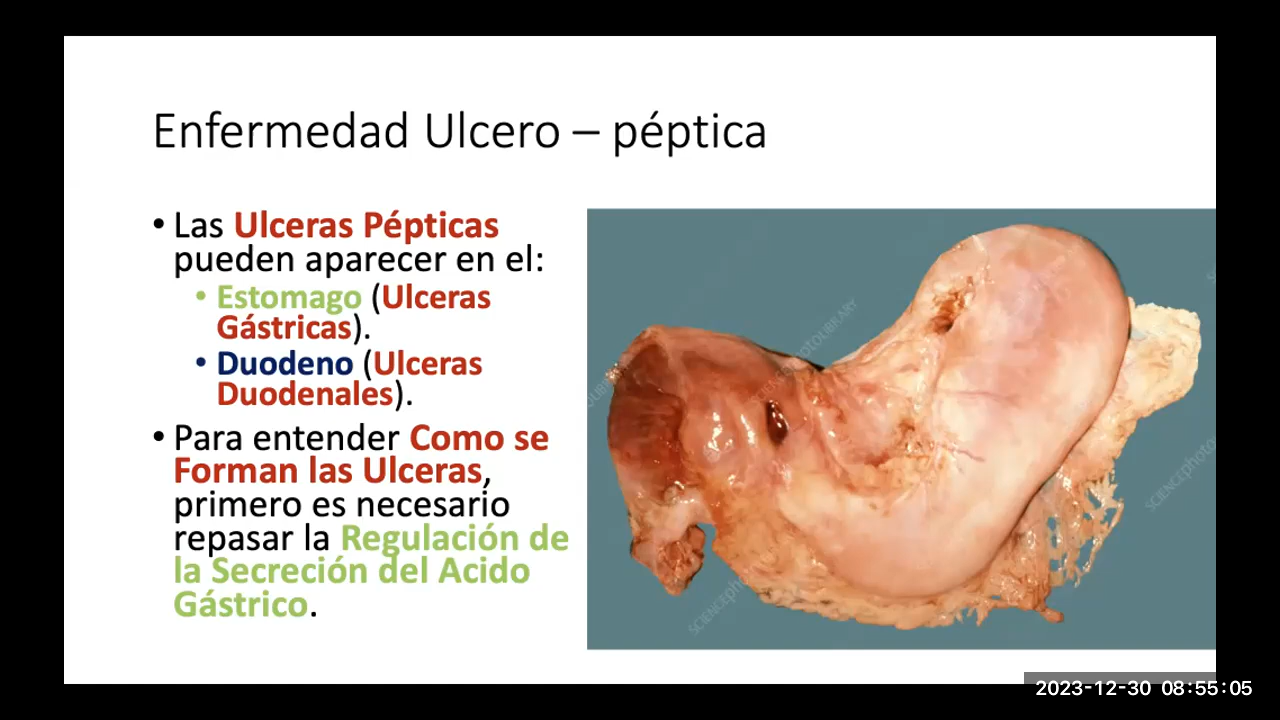 Enfermedad Ulcero – péptica
• Las Ulceras Pépticas
pueden aparecer en el:
• Estomago (Ulceras
Gástricas).
• Duodeno (Ulceras
Duodenales).
• Para entender Como se
Forman las Ulceras,
primero es necesario
repasar la Regulación de
la Secreción del Acido
Gástrico.
SCIENCEphotOLIBRARY
2023-12-30 08:55:05